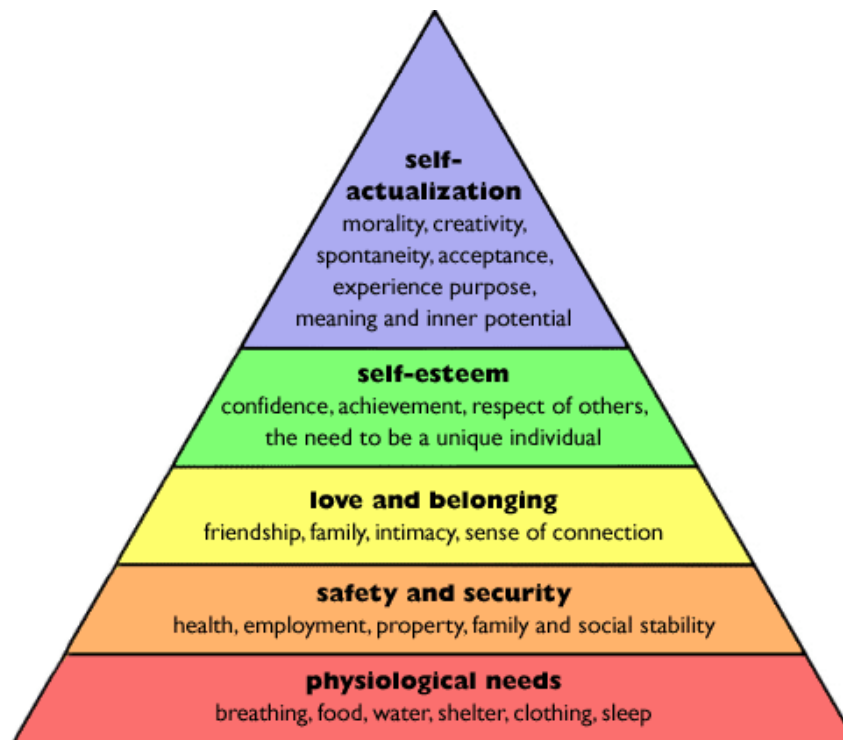 self-
actualization
morality, creativity,
spontaneity, acceptance,
experience purpose,
meaning and inner potential
self-esteem
confidence, achievement, respect of others,
the need to be a unique individual
love and belonging
friendship, family, intimacy, sense of connection
safety and security
health, employment, property, family and social stability
physiological needs
breathing, food, water, shelter, clothing, sleep